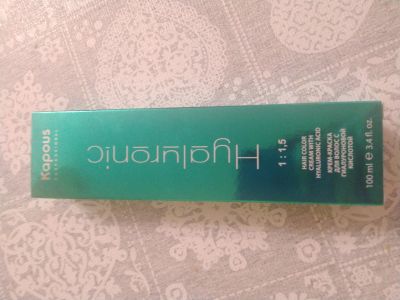 Kapous
PROFESSIONAL
Hyaluronic
1:1,5
HAIR COLOR
CREAM WITH
HYALURONIC ACID
КРЕМ-КРАСКА
ДЛЯ ВОЛОС С
ГИАЛУРОНОВОЙ
КИСЛОТОЙ
100 ml ℮ 3.4 fl.oz.